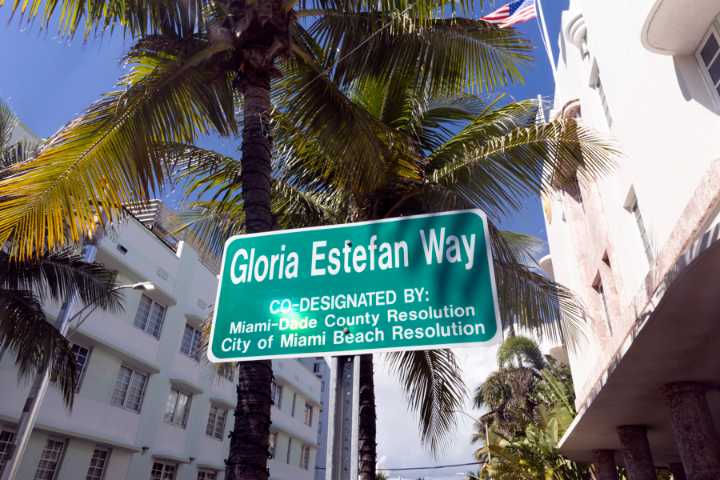 Gloria Estefan Way
CO-DESIGNATED BY:
Miami-Dade County Resolution
City of Miami Beach Resolution